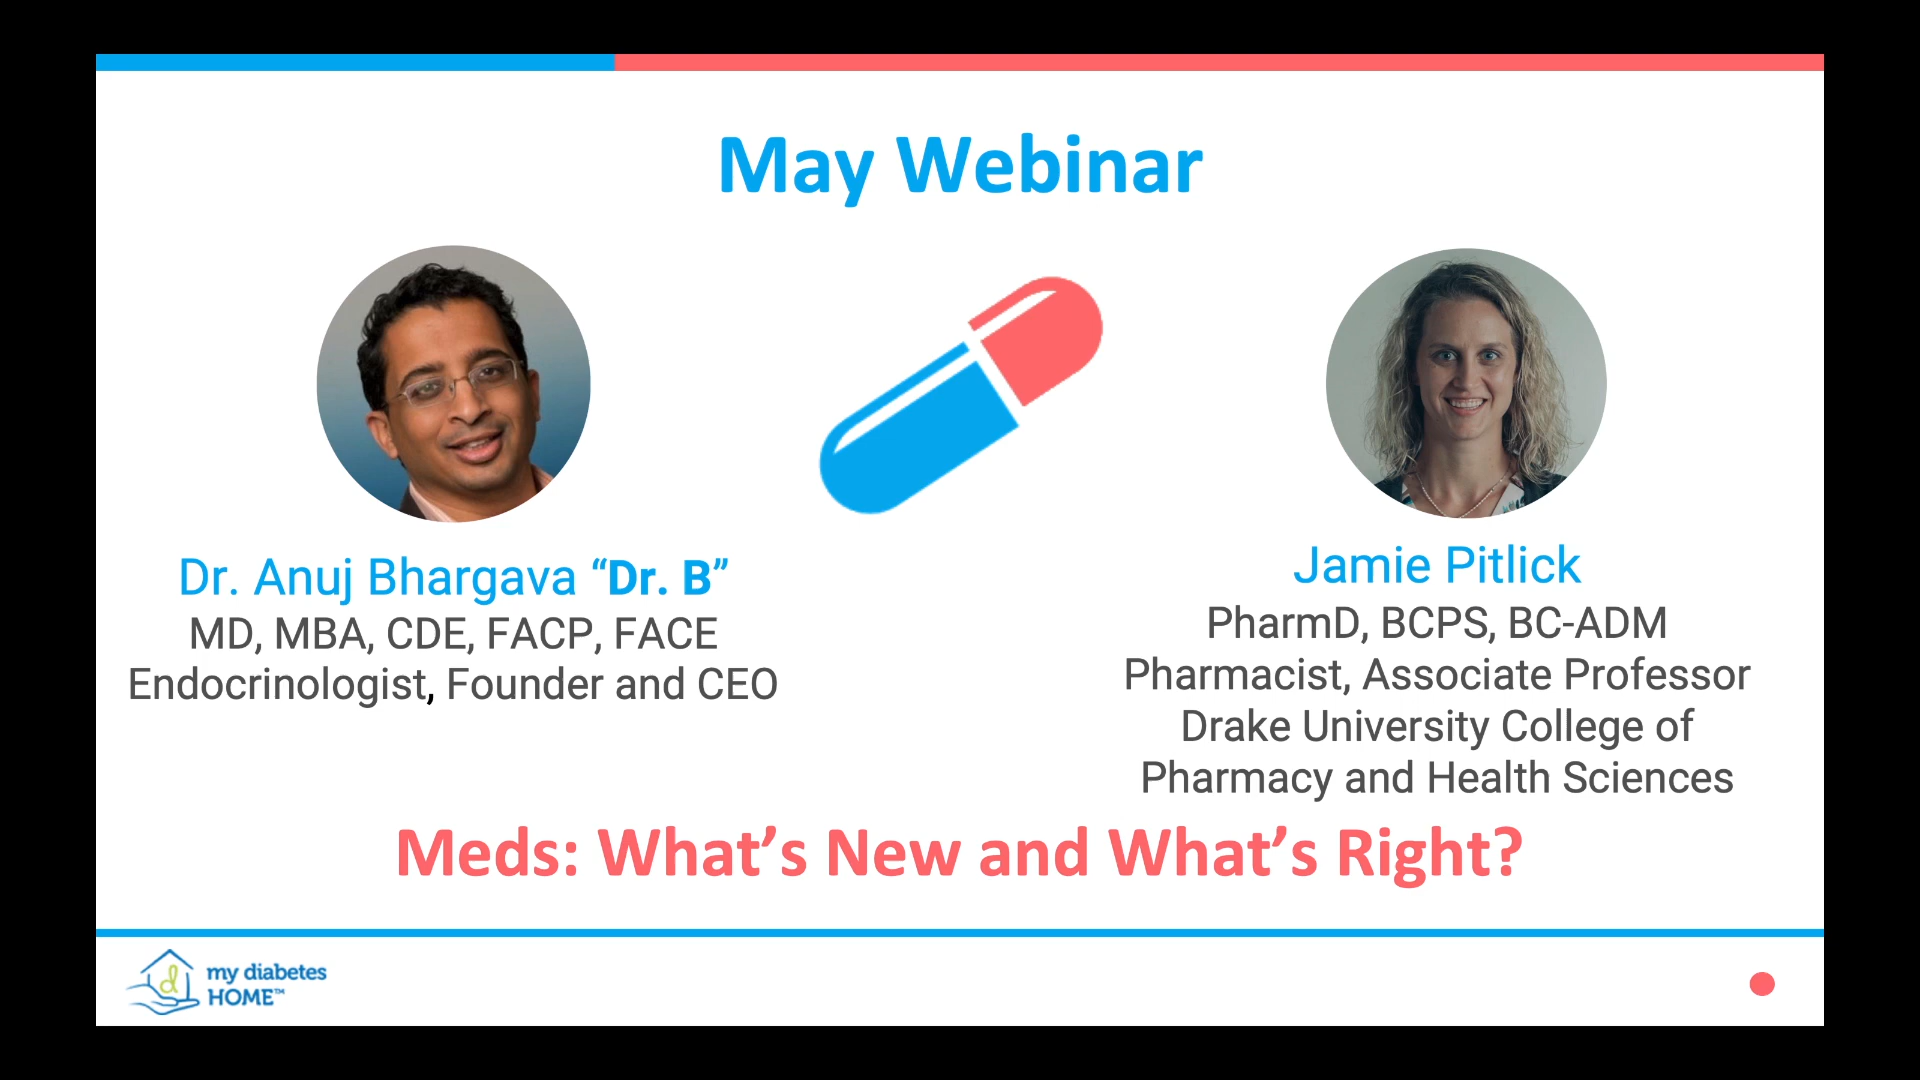 May Webinar
Dr. Anuj Bhargava “Dr. B”
MD, MBA, CDE, FACP, FACE
Endocrinologist, Founder and CEO
Jamie Pitlick
PharmD, BCPS, BC-ADM
Pharmacist, Associate Professor
Drake University College of
Pharmacy and Health Sciences
Meds: What’s New and What’s Right?
my diabetes
HOME™